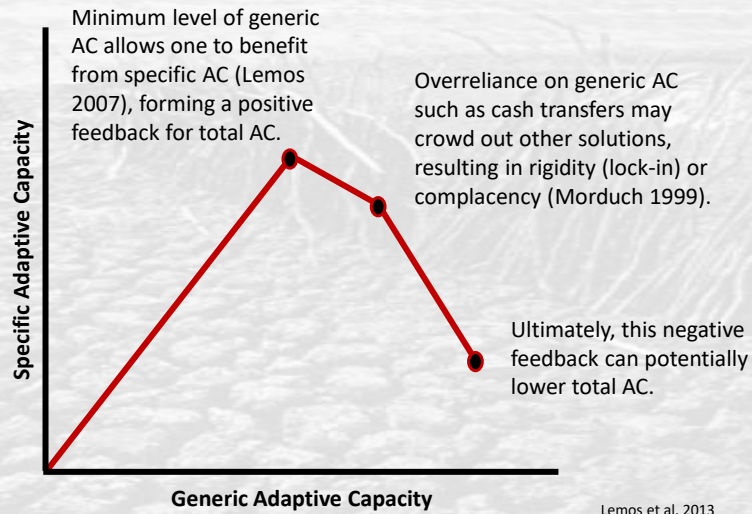 Minimum level of generic
AC allows one to benefit
from specific AC (Lemos
2007), forming a positive
feedback for total AC.
Overreliance on generic AC
such as cash transfers may
crowd out other solutions,
resulting in rigidity (lock-in) or
complacency (Morduch 1999).
Ultimately, this negative
feedback can potentially
lower total AC.
Specific Adaptive Capacity
Generic Adaptive Capacity
Lemos et al. 2013